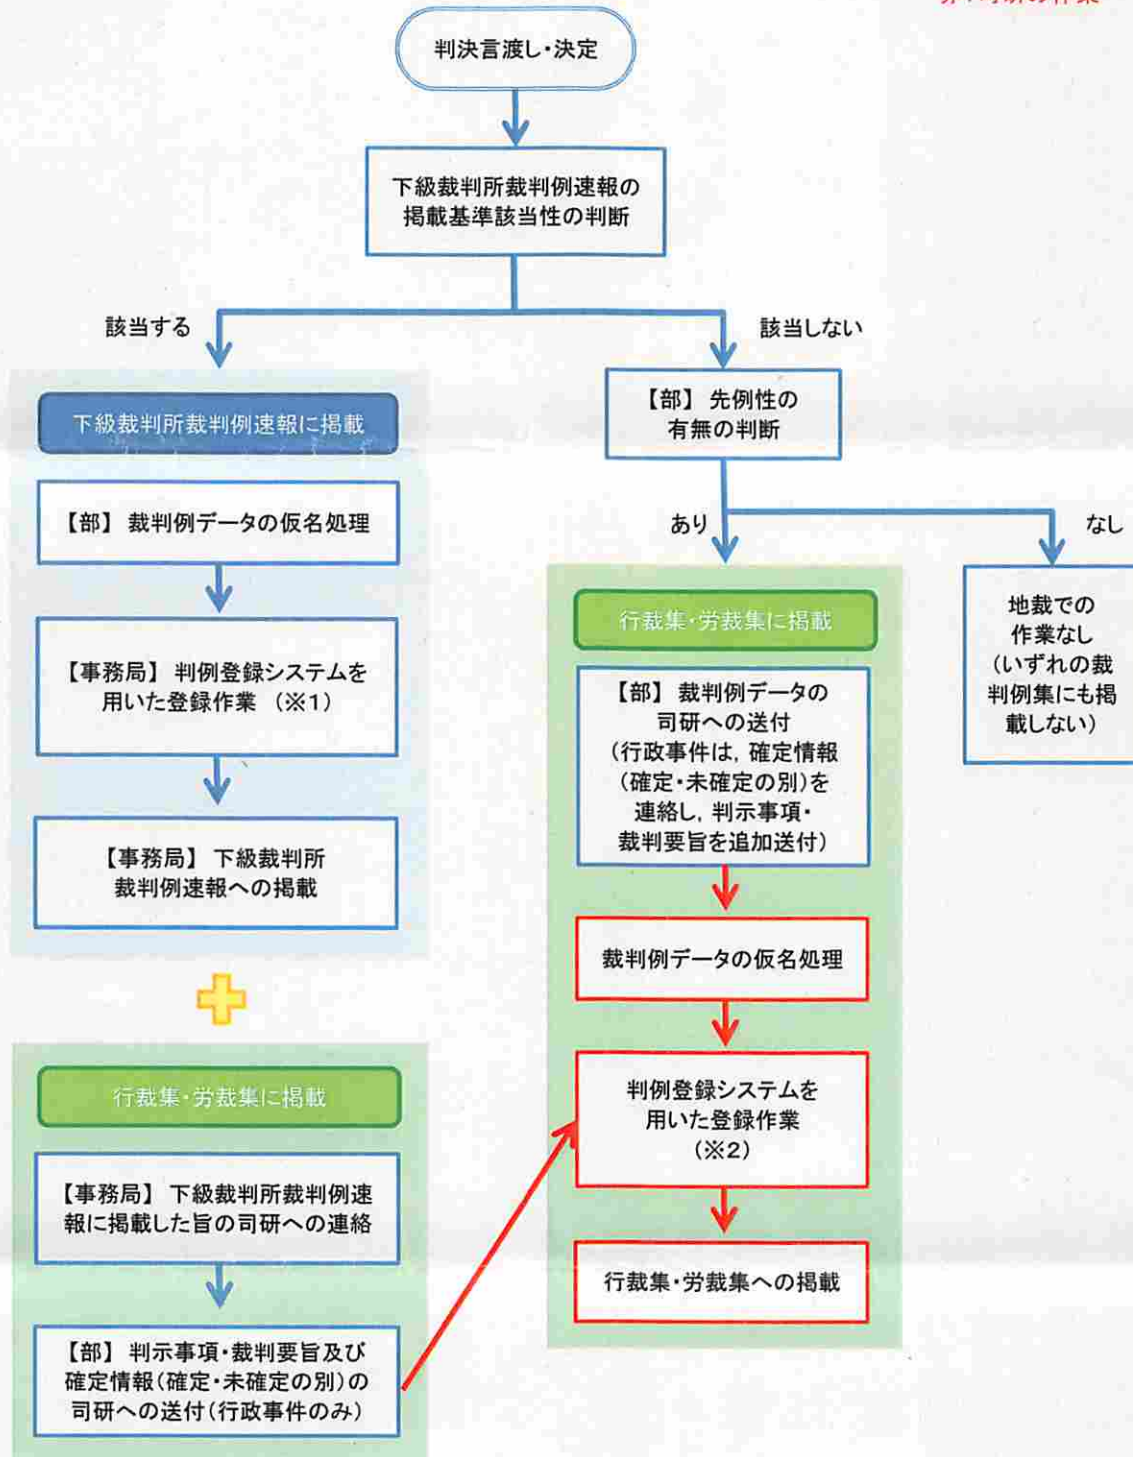 判決言渡し・決定
下級裁判所裁判例速報の
掲載基準該当性の判断
該当する
該当しない
下級裁判所裁判例速報に掲載
【部】 裁判例データの仮名処理
【事務局】 判例登録システムを
用いた登録作業 （※１）
【事務局】 下級裁判所
裁判例速報への掲載
行裁集・労裁集に掲載
【事務局】 下級裁判所裁判例速
報に掲載した旨の司研への連絡
【部】 判示事項・裁判要旨及び
確定情報（確定・未確定の別）の
司研への送付（行政事件のみ）
【部】 先例性の
有無の判断
あり
なし
行裁集・労裁集に掲載
【部】 裁判例データの
司研への送付
（行政事件は，確定情報
（確定・未確定の別）を
連絡し，判示事項・
裁判要旨を追加送付）
裁判例データの仮名処理
判例登録システムを
用いた登録作業
（※２）
行裁集・労裁集への掲載
地裁での
作業なし
（いずれの裁
判例集にも掲
載しない）